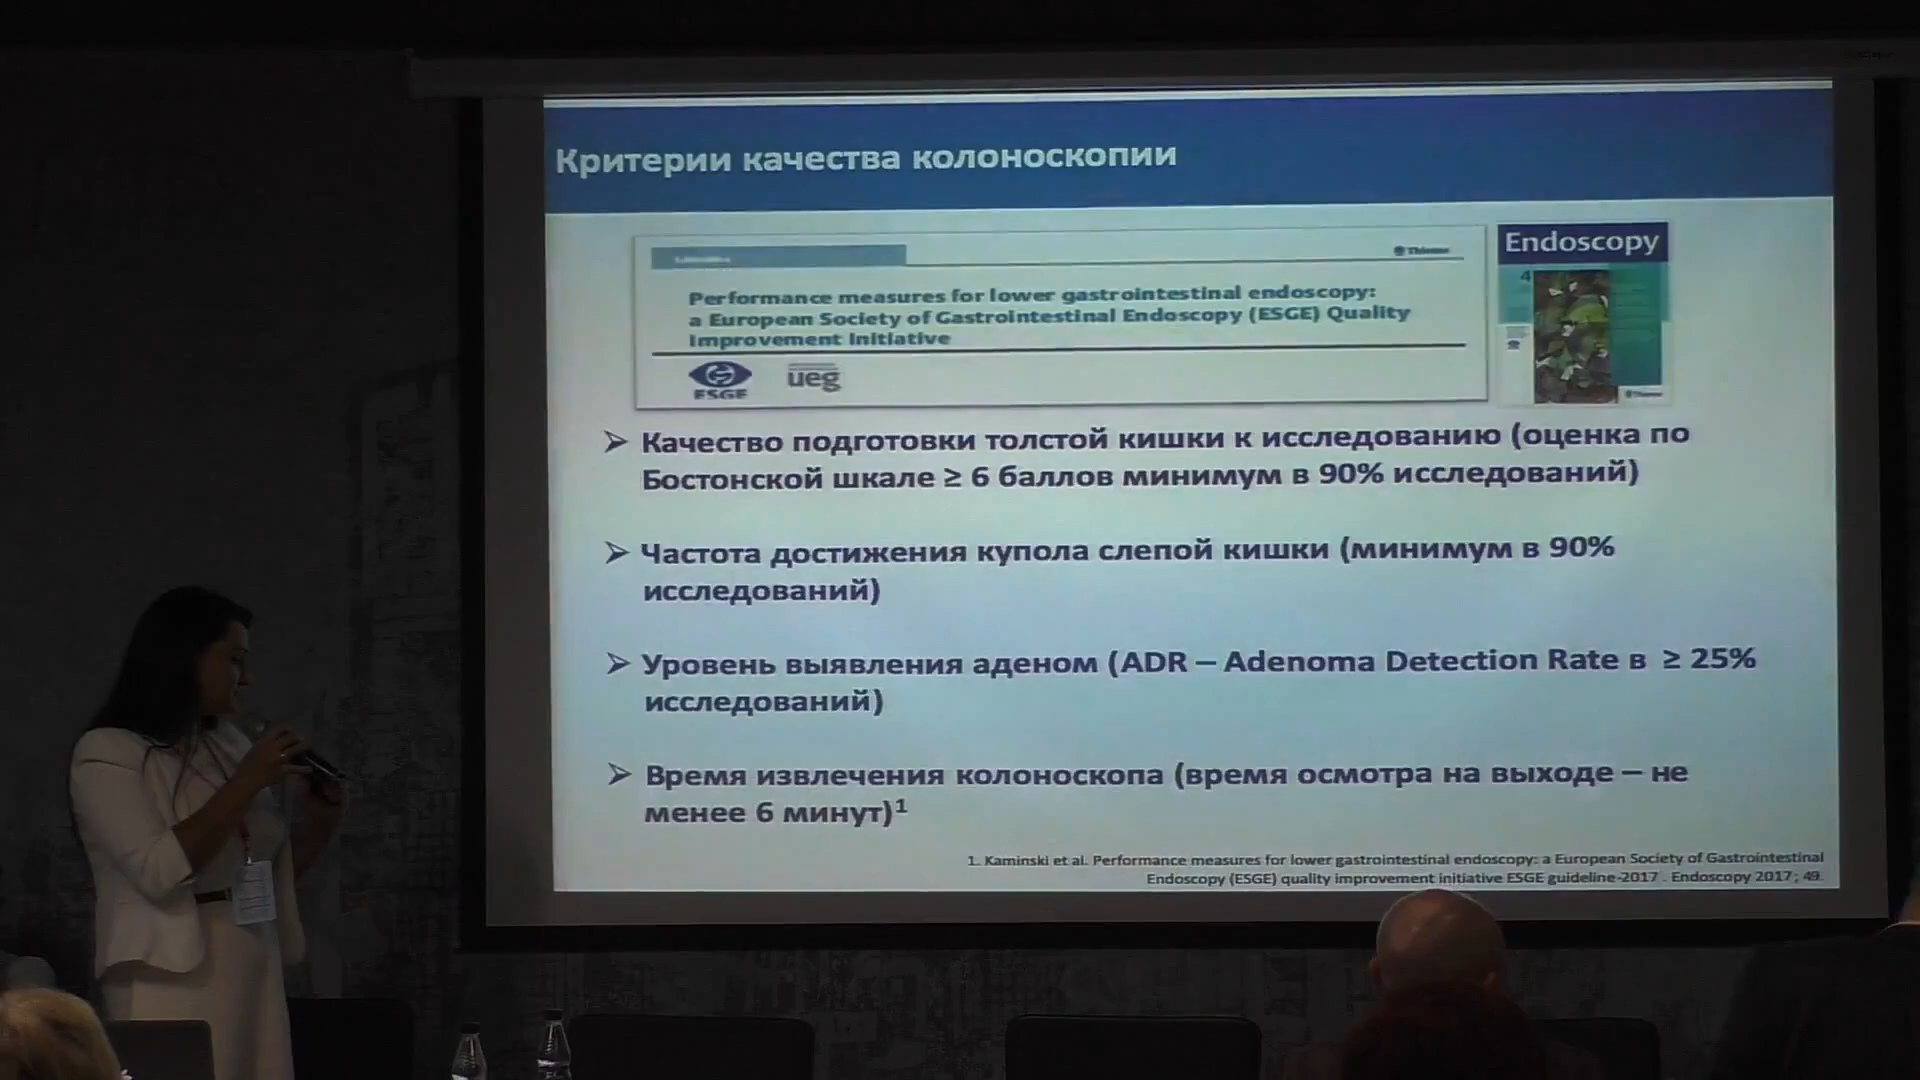 Критерии качества колоноскопии
Thieme
Endoscopy
Performance measures for lower gastrointestinal endoscopy:
a European Society of Gastrointestinal Endoscopy (ESGE) Quality
Improvement Initiative
ESGE
ueg
4
➢ Качество подготовки толстой кишки к исследованию (оценка по
Бостонской шкале ≥ 6 баллов минимум в 90% исследований)
➢ Частота достижения купола слепой кишки (минимум в 90%
исследований)
➢ Уровень выявления аденом (ADR – Adenoma Detection Rate в ≥ 25%
исследований)
➢ Время извлечения колоноскопа (время осмотра на выходе – не
менее 6 минут)¹
1. Kaminski et al. Performance measures for lower gastrointestinal endoscopy: a European Society of Gastrointestinal
Endoscopy (ESGE) quality improvement initiative ESGE guideline-2017 . Endoscopy 2017; 49.